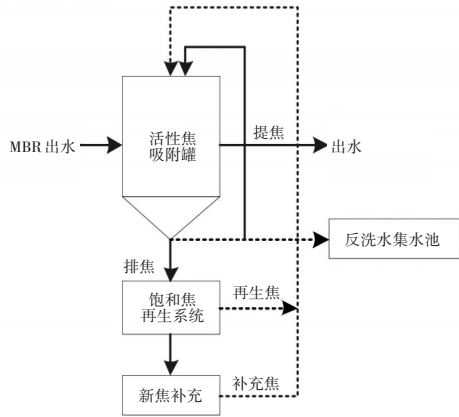 活性焦
吸附罐
MBR 出水
提焦
出水
反洗水集水池
排焦
饱和焦
再生系统
再生焦
新焦补充
补充焦